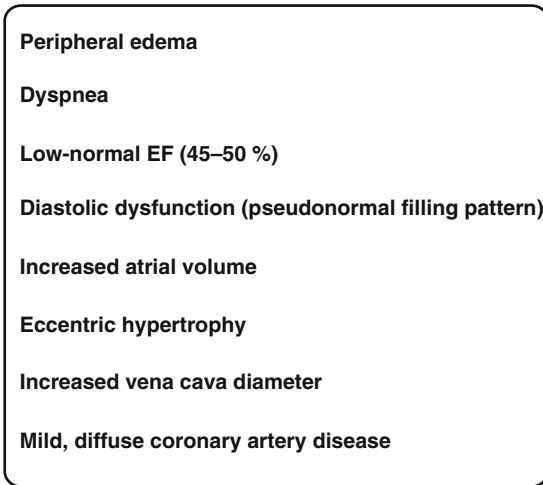 Peripheral edema
Dyspnea
Low-normal EF (45–50 %)
Diastolic dysfunction (pseudonormal filling pattern)
Increased atrial volume
Eccentric hypertrophy
Increased vena cava diameter
Mild, diffuse coronary artery disease